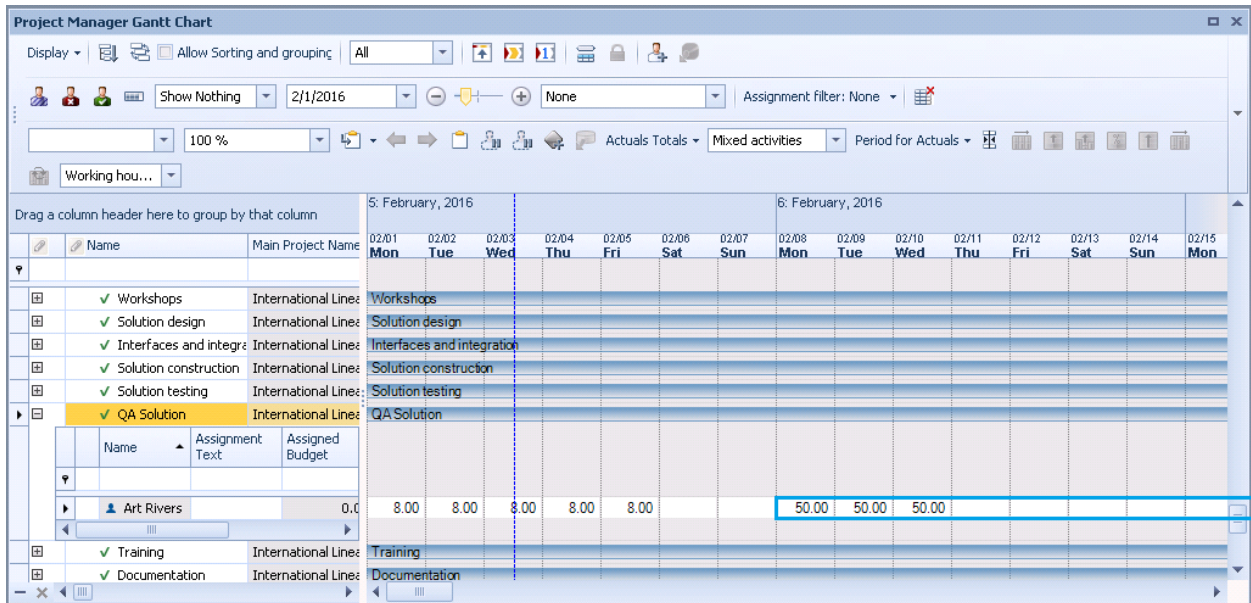 Project Manager Gantt Chart
Display Allow Sorting and grouping All
Show Nothing 2/1/2016 None Assignment filter: None
100 % Actuals Totals Mixed activities Period for Actuals
Working hou...
Drag a column header here to group by that column 5: February, 2016 6: February, 2016
Name Main Project Name 02/01 02/02 02/03 02/04 02/05 02/06 02/07 02/08 02/09 02/10 02/11 02/12 02/13 02/14 02/15
Mon Tue Wed Thu Fri Sat Sun Mon Tue Wed Thu Fri Sat Sun Mon
Workshops International Linea Workshops
Solution design International Linea Solution design
Interfaces and integra International Linea Interfaces and integration
Solution construction International Linea Solution construction
Solution testing International Linea Solution testing
QA Solution International Linea QA Solution
Name Assignment Text Assigned Budget
Art Rivers 0.0 8.00 8.00 8.00 8.00 8.00 50.00 50.00 50.00
Training International Linea Training
Documentation International Linea Documentation